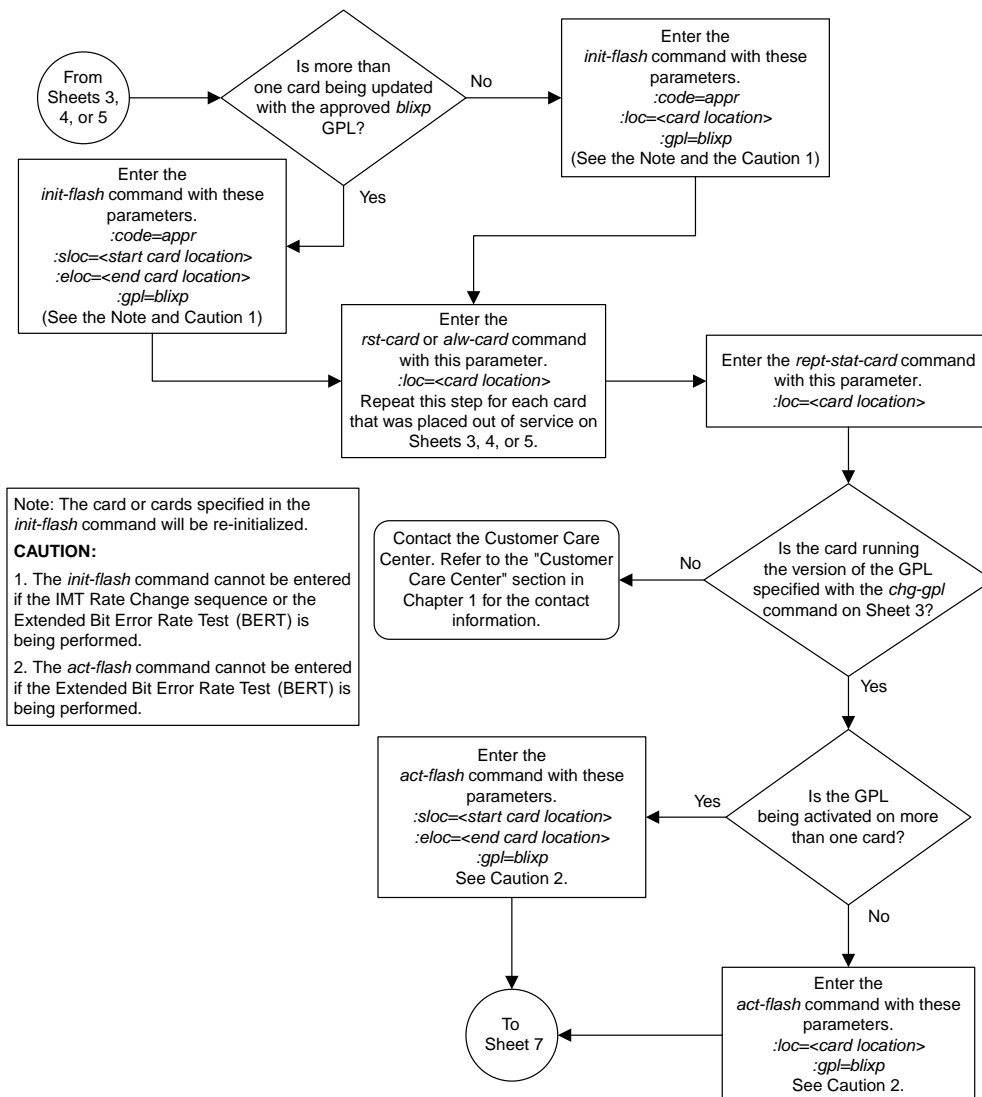 From
Sheets 3,
4, or 5
Is more than
one card being updated
with the approved blixp
GPL?
No
Yes
Enter the
init-flash command with these
parameters.
:code=appr
:loc=<card location>
:gpl=blixp
(See the Note and the Caution 1)
Enter the
init-flash command with these
parameters.
:code=appr
:sloc=<start card location>
:eloc=<end card location>
:gpl=blixp
(See the Note and Caution 1)
Enter the
rst-card or alw-card command
with this parameter.
:loc=<card location>
Repeat this step for each card
that was placed out of service on
Sheets 3, 4, or 5.
Enter the rept-stat-card command
with this parameter.
:loc=<card location>
Note: The card or cards specified in the
init-flash command will be re-initialized.
CAUTION:
1. The init-flash command cannot be entered
if the IMT Rate Change sequence or the
Extended Bit Error Rate Test (BERT) is
being performed.
2. The act-flash command cannot be entered
if the Extended Bit Error Rate Test (BERT) is
being performed.
Contact the Customer Care
Center. Refer to the "Customer
Care Center" section in
Chapter 1 for the contact
information.
No
Is the card running
the version of the GPL
specified with the chg-gpl
command on Sheet 3?
Yes
Enter the
act-flash command with these
parameters.
:sloc=<start card location>
:eloc=<end card location>
:gpl=blixp
See Caution 2.
Yes
Is the GPL
being activated on more
than one card?
No
To
Sheet 7
Enter the
act-flash command with these
parameters.
:loc=<card location>
:gpl=blixp
See Caution 2.